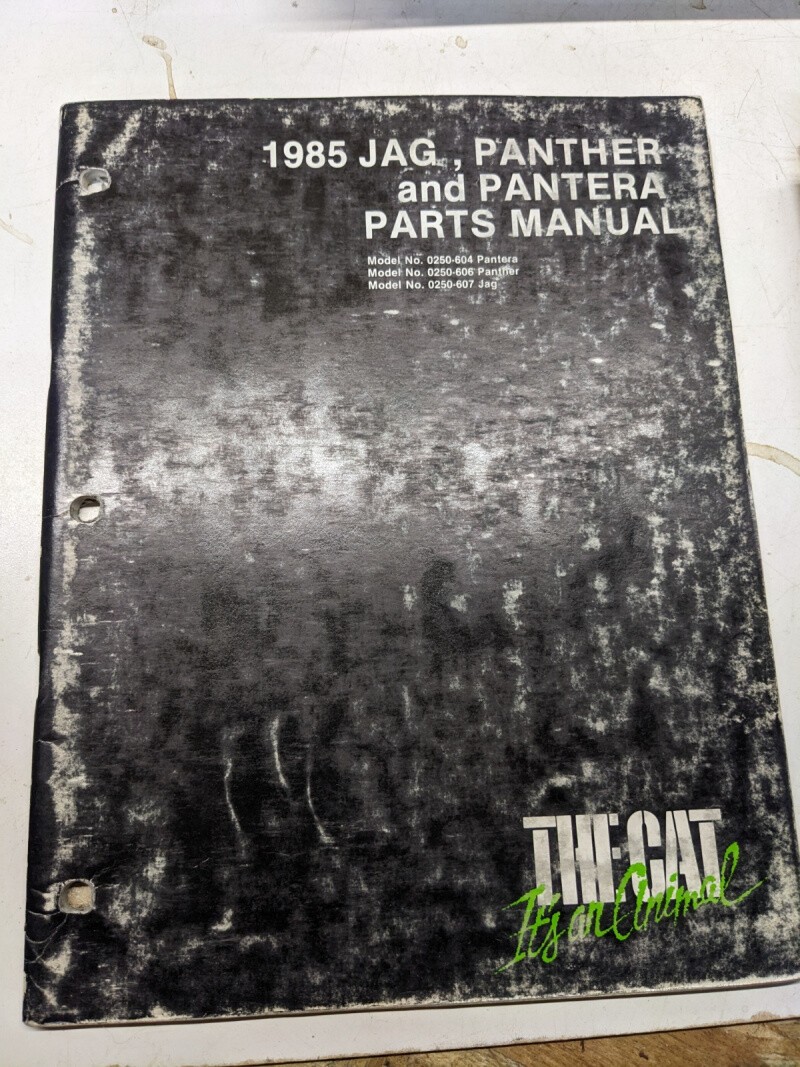 1985 JAG , PANTHER
and PANTERA
PARTS MANUAL
Model No. 0250-604 Pantera
Model No. 0250-606 Panther
Model No. 0250-607 Jag
THE CAT
It's an Animal